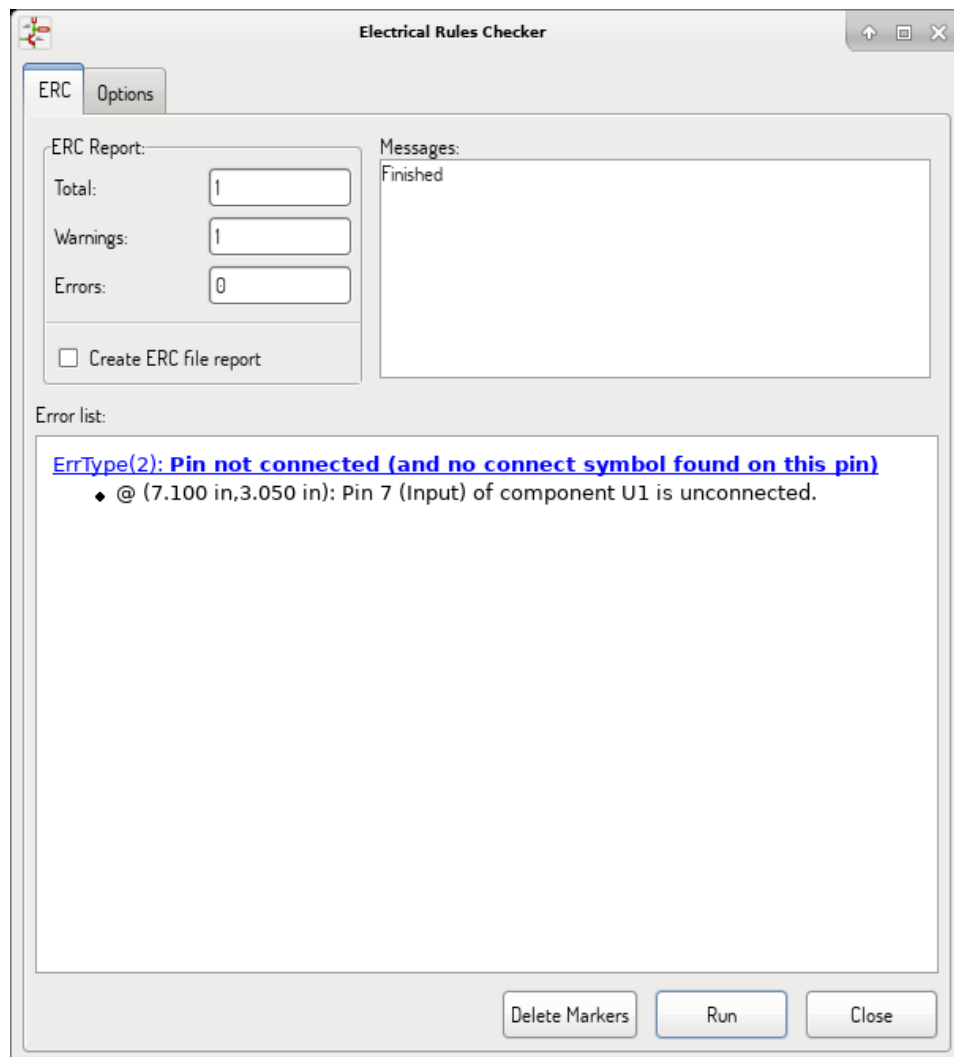 Electrical Rules Checker
ERC
Options
ERC Report:
Total:
1
Warnings:
1
Errors:
0
Create ERC file report
Messages:
Finished
Error list:
ErrType(2): Pin not connected (and no connect symbol found on this pin)
@ (7.100 in,3.050 in): Pin 7 (Input) of component U1 is unconnected.
Delete Markers
Run
Close